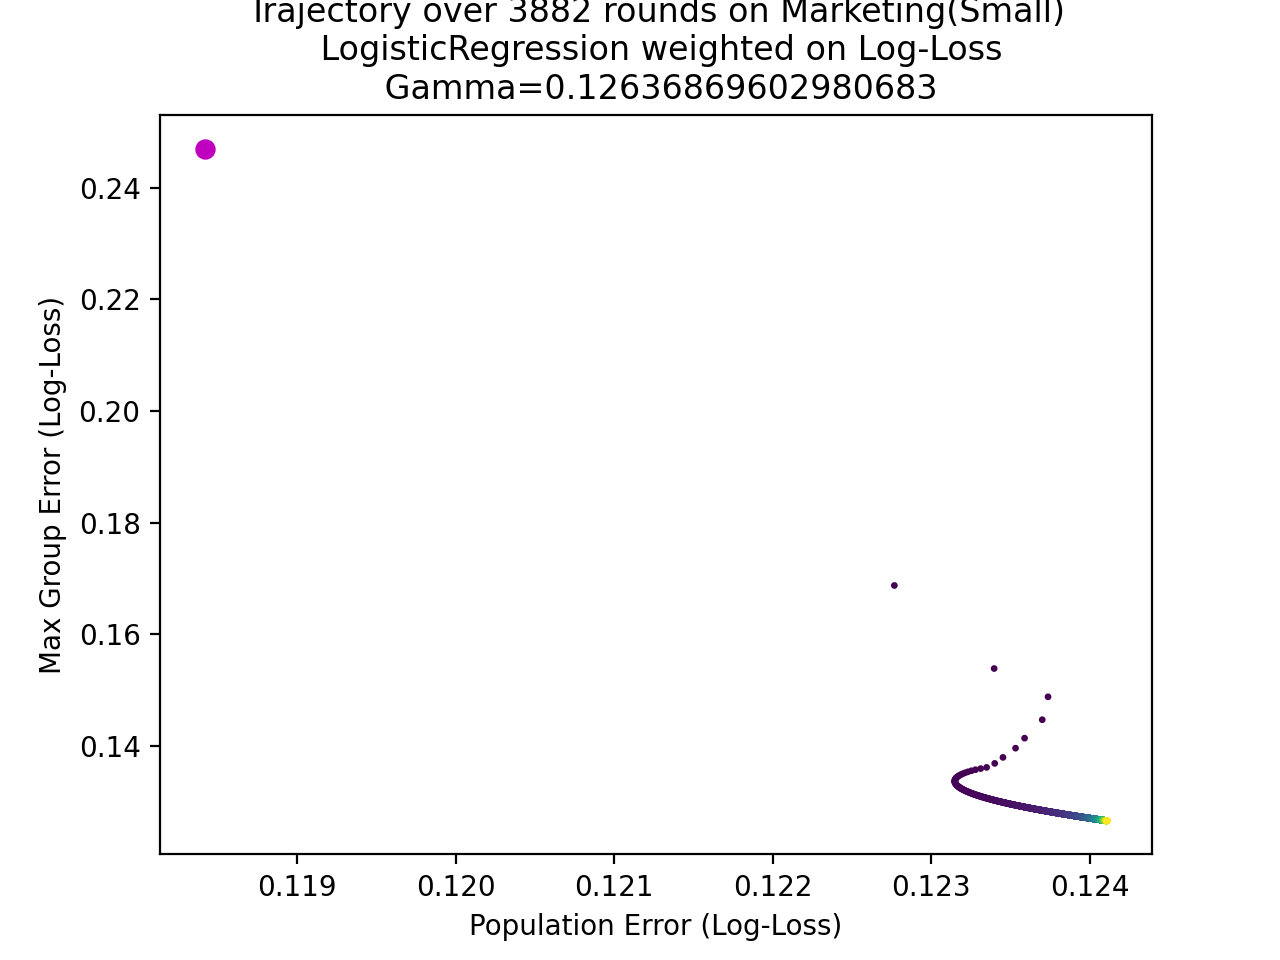 Trajectory over 3882 rounds on Marketing(Small)
LogisticRegression weighted on Log-Loss
Gamma=0.12636869602980683
0.24
0.22
0.20
0.18
0.16
0.14
Max Group Error (Log-Loss)
0.119 0.120 0.121 0.122 0.123 0.124
Population Error (Log-Loss)